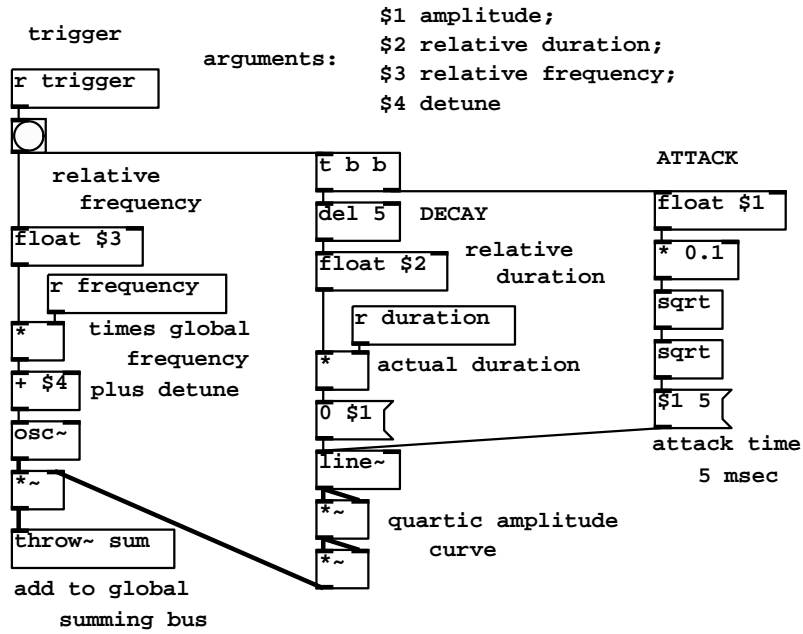 trigger
arguments:
$1 amplitude;
$2 relative duration;
$3 relative frequency;
$4 detune
r trigger
t b b
ATTACK
relative
frequency
float $1
del 5
DECAY
float $3
* 0.1
float $2
relative
duration
r frequency
sqrt
r duration
*
times global
frequency
sqrt
*
actual duration
+ $4
plus detune
0 $1
$1 5
osc~
attack time
5 msec
line~
*~
*~
quartic amplitude
curve
throw~ sum
*~
add to global
summing bus